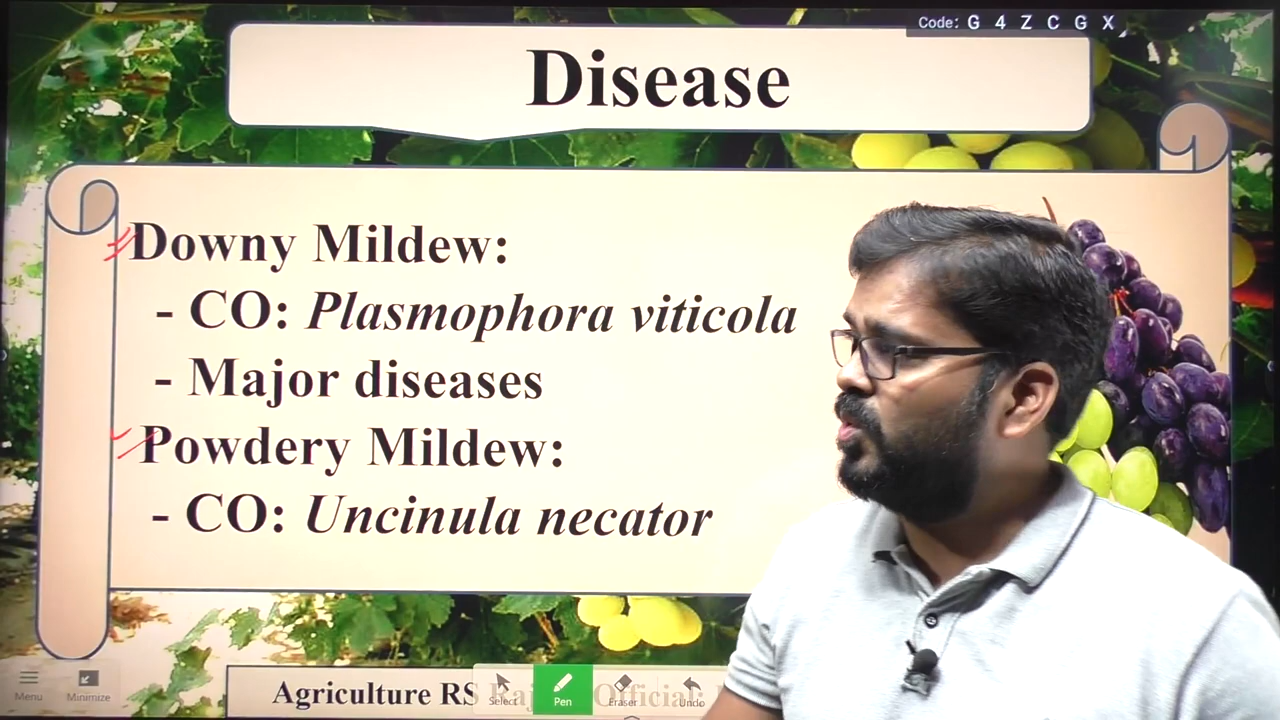 Code: G 4 Z C G X
Disease
Downy Mildew:
- CO: Plasmophora viticola
- Major diseases
Powdery Mildew:
- CO: Uncinula necator
Agriculture RS
Official:
Menu
Minimize
Select
Pen
Eraser
Undo